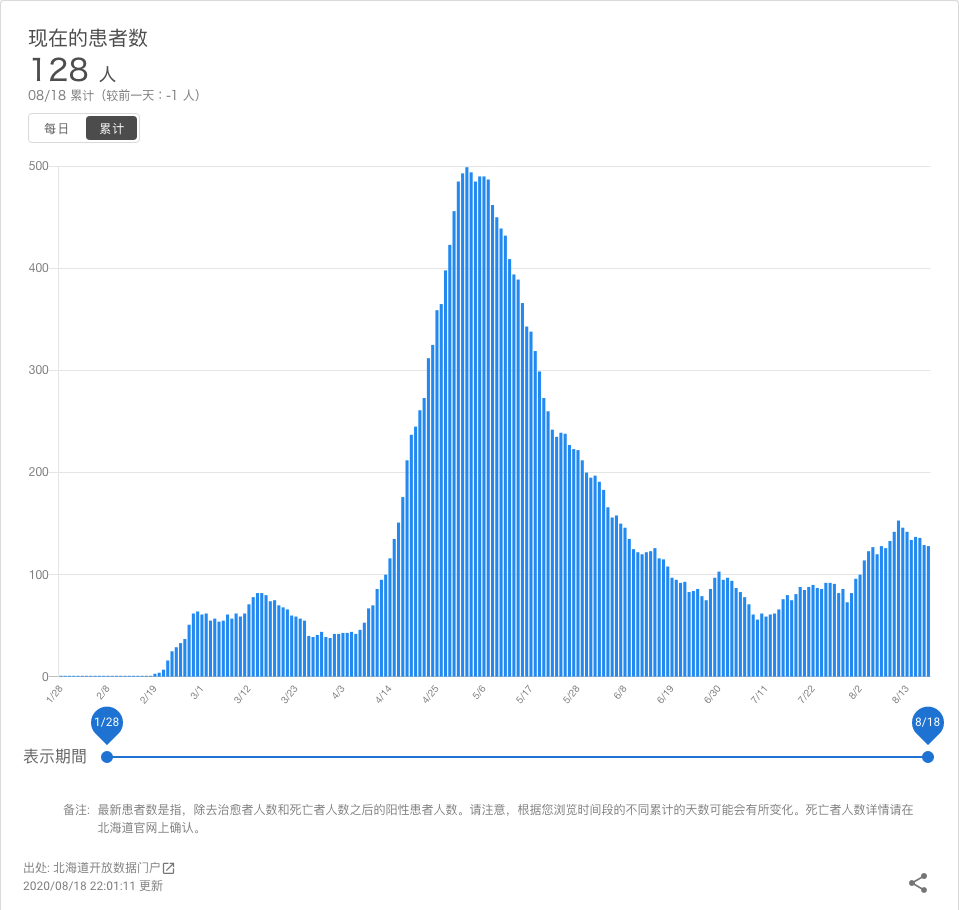 现在的患者数
128 人
08/18 累计（较前一天：-1 人）
每日 累计
500
400
300
200
100
0
1/28 2/8 2/19 3/1 3/12 3/23 4/3 4/14 4/25 5/6 5/17 5/28 6/8 6/19 6/30 7/11 7/22 8/2 8/13
1/28 8/18
表示期間
备注: 最新患者数是指，除去治愈者人数和死亡者人数之后的阳性患者人数。请注意，根据您浏览时间段的不同累计的天数可能会有所变化。死亡者人数详情请在
北海道官网上确认。
出处: 北海道开放数据门户
2020/08/18 22:01:11 更新